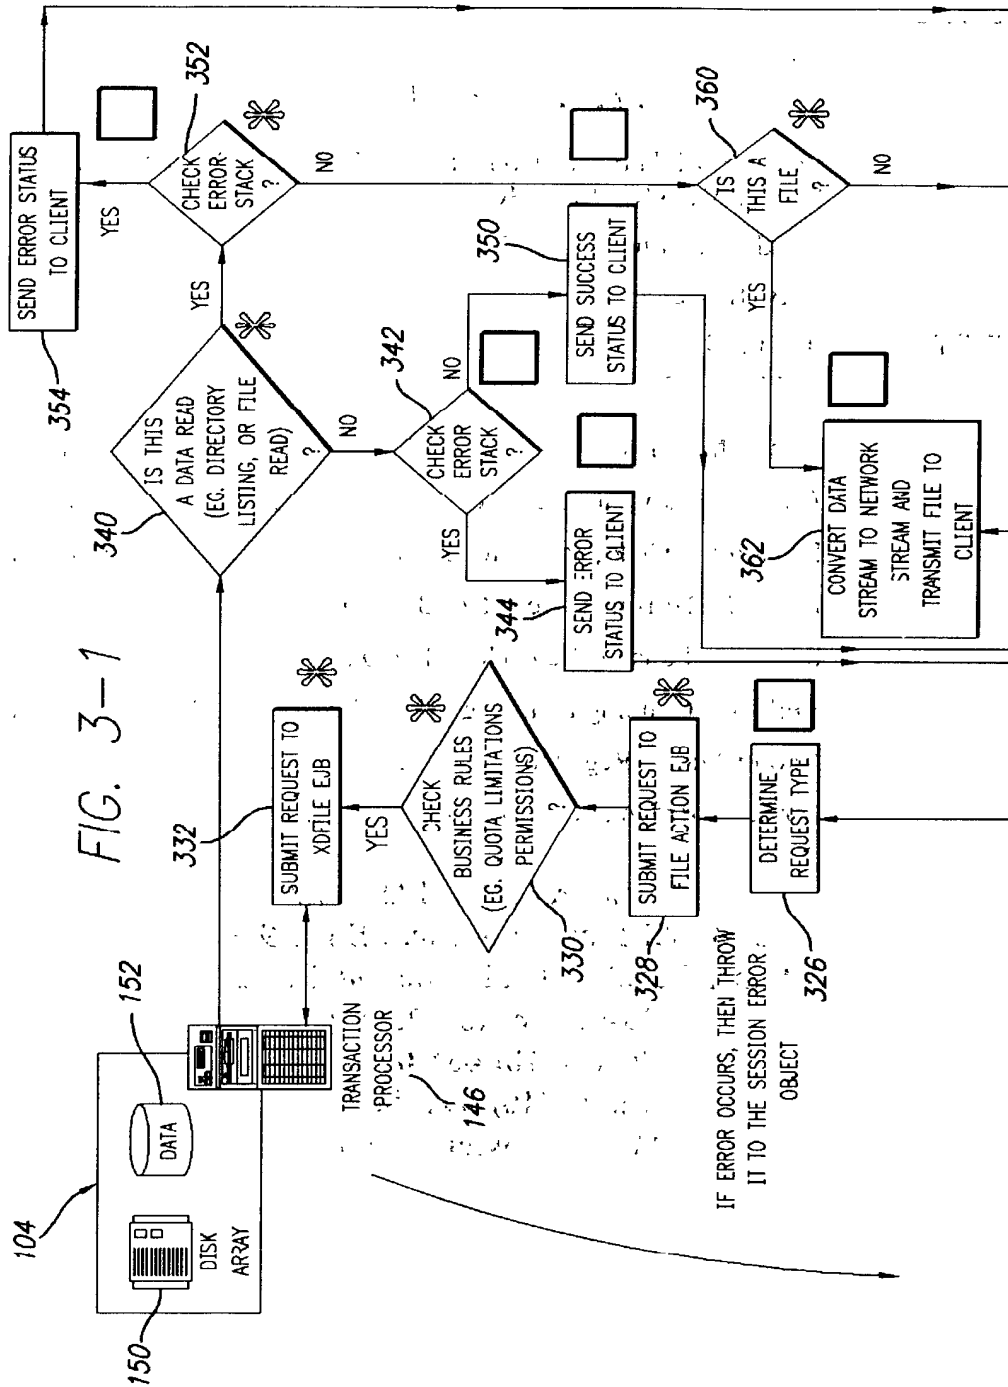 FIG. 3-1
104
150
DISK
ARRAY
152
DATA
TRANSACTION
PROCESSOR
146
332
SUBMIT REQUEST TO
XDFILE EJB
YES
CHECK
BUSINESS RULES
(EG. QUOTA LIMITATIONS
PERMISSIONS)
?
330
SUBMIT REQUEST TO
FILE ACTION EJB
328
DETERMINE
REQUEST TYPE
326
IF ERROR OCCURS, THEN THROW
IT TO THE SESSION ERROR
OBJECT
340
IS THIS
A DATA READ
(EG. DIRECTORY
LISTING, OR FILE
READ)
?
YES
NO
342
CHECK
ERROR
STACK
?
YES
NO
344
SEND ERROR
STATUS TO CLIENT
350
SEND SUCCESS
STATUS TO CLIENT
352
CHECK
ERROR
STACK
?
YES
NO
354
SEND ERROR STATUS
TO CLIENT
360
IS
THIS A
FILE
?
YES
NO
362
CONVERT DATA
STREAM TO NETWORK
STREAM AND
TRANSMIT FILE TO
CLIENT